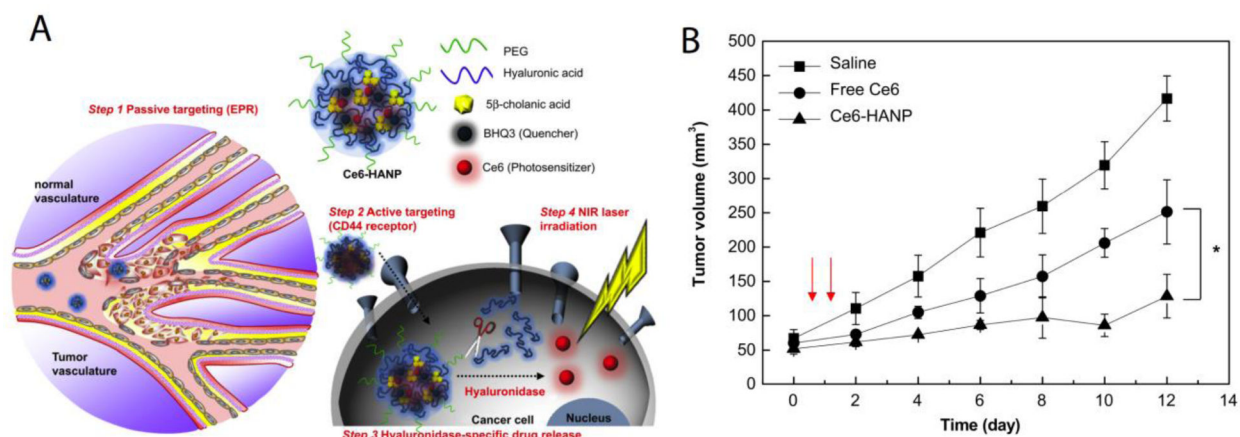 A
PEG
Hyaluronic acid
5β-cholanic acid
BHQ3 (Quencher)
Ce6 (Photosensitizer)
Ce6-HANP
Step 1 Passive targeting (EPR)
normal
vasculature
Tumor
vasculature
Step 2 Active targeting
(CD44 receptor)
Step 4 NIR laser
irradiation
Hyaluronidase
Cancer cell
Nucleus
Step 3 Hyaluronidase-specific drug release
B
Saline
Free Ce6
Ce6-HANP
Tumor volume (mm³)
500
450
400
350
300
250
200
150
100
50
0
*
0 2 4 6 8 10 12
Time (day)